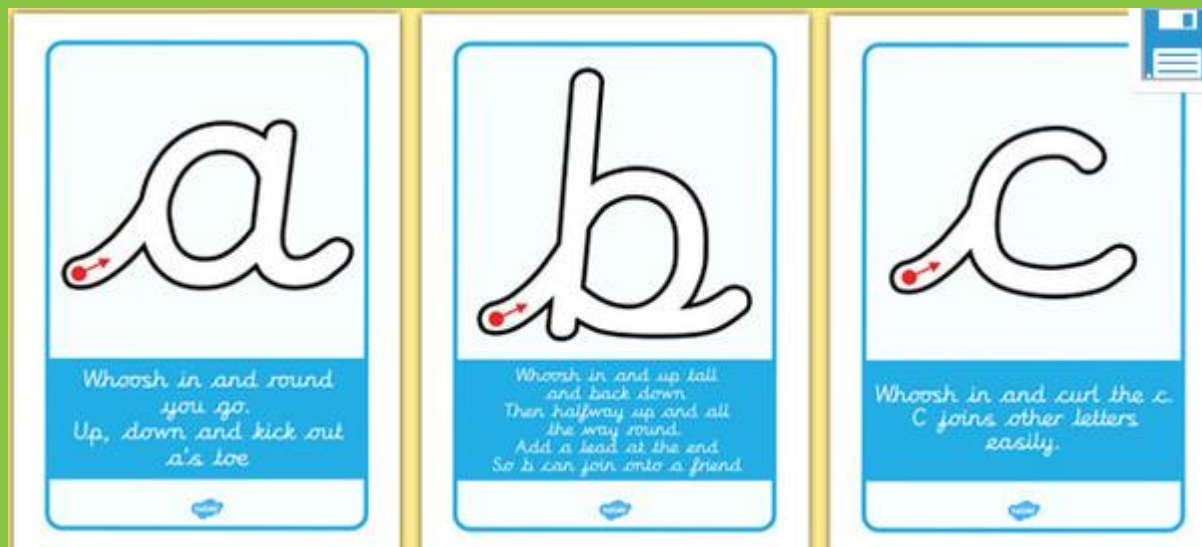 a
Whoosh in and round
you go.
Up, down and kick out
a's toe
b
Whoosh in and up tall
and back down
Then halfway up and all
the way round.
Add a lead at the end
So b can join onto a friend
c
Whoosh in and curl the c.
C joins other letters
easily.